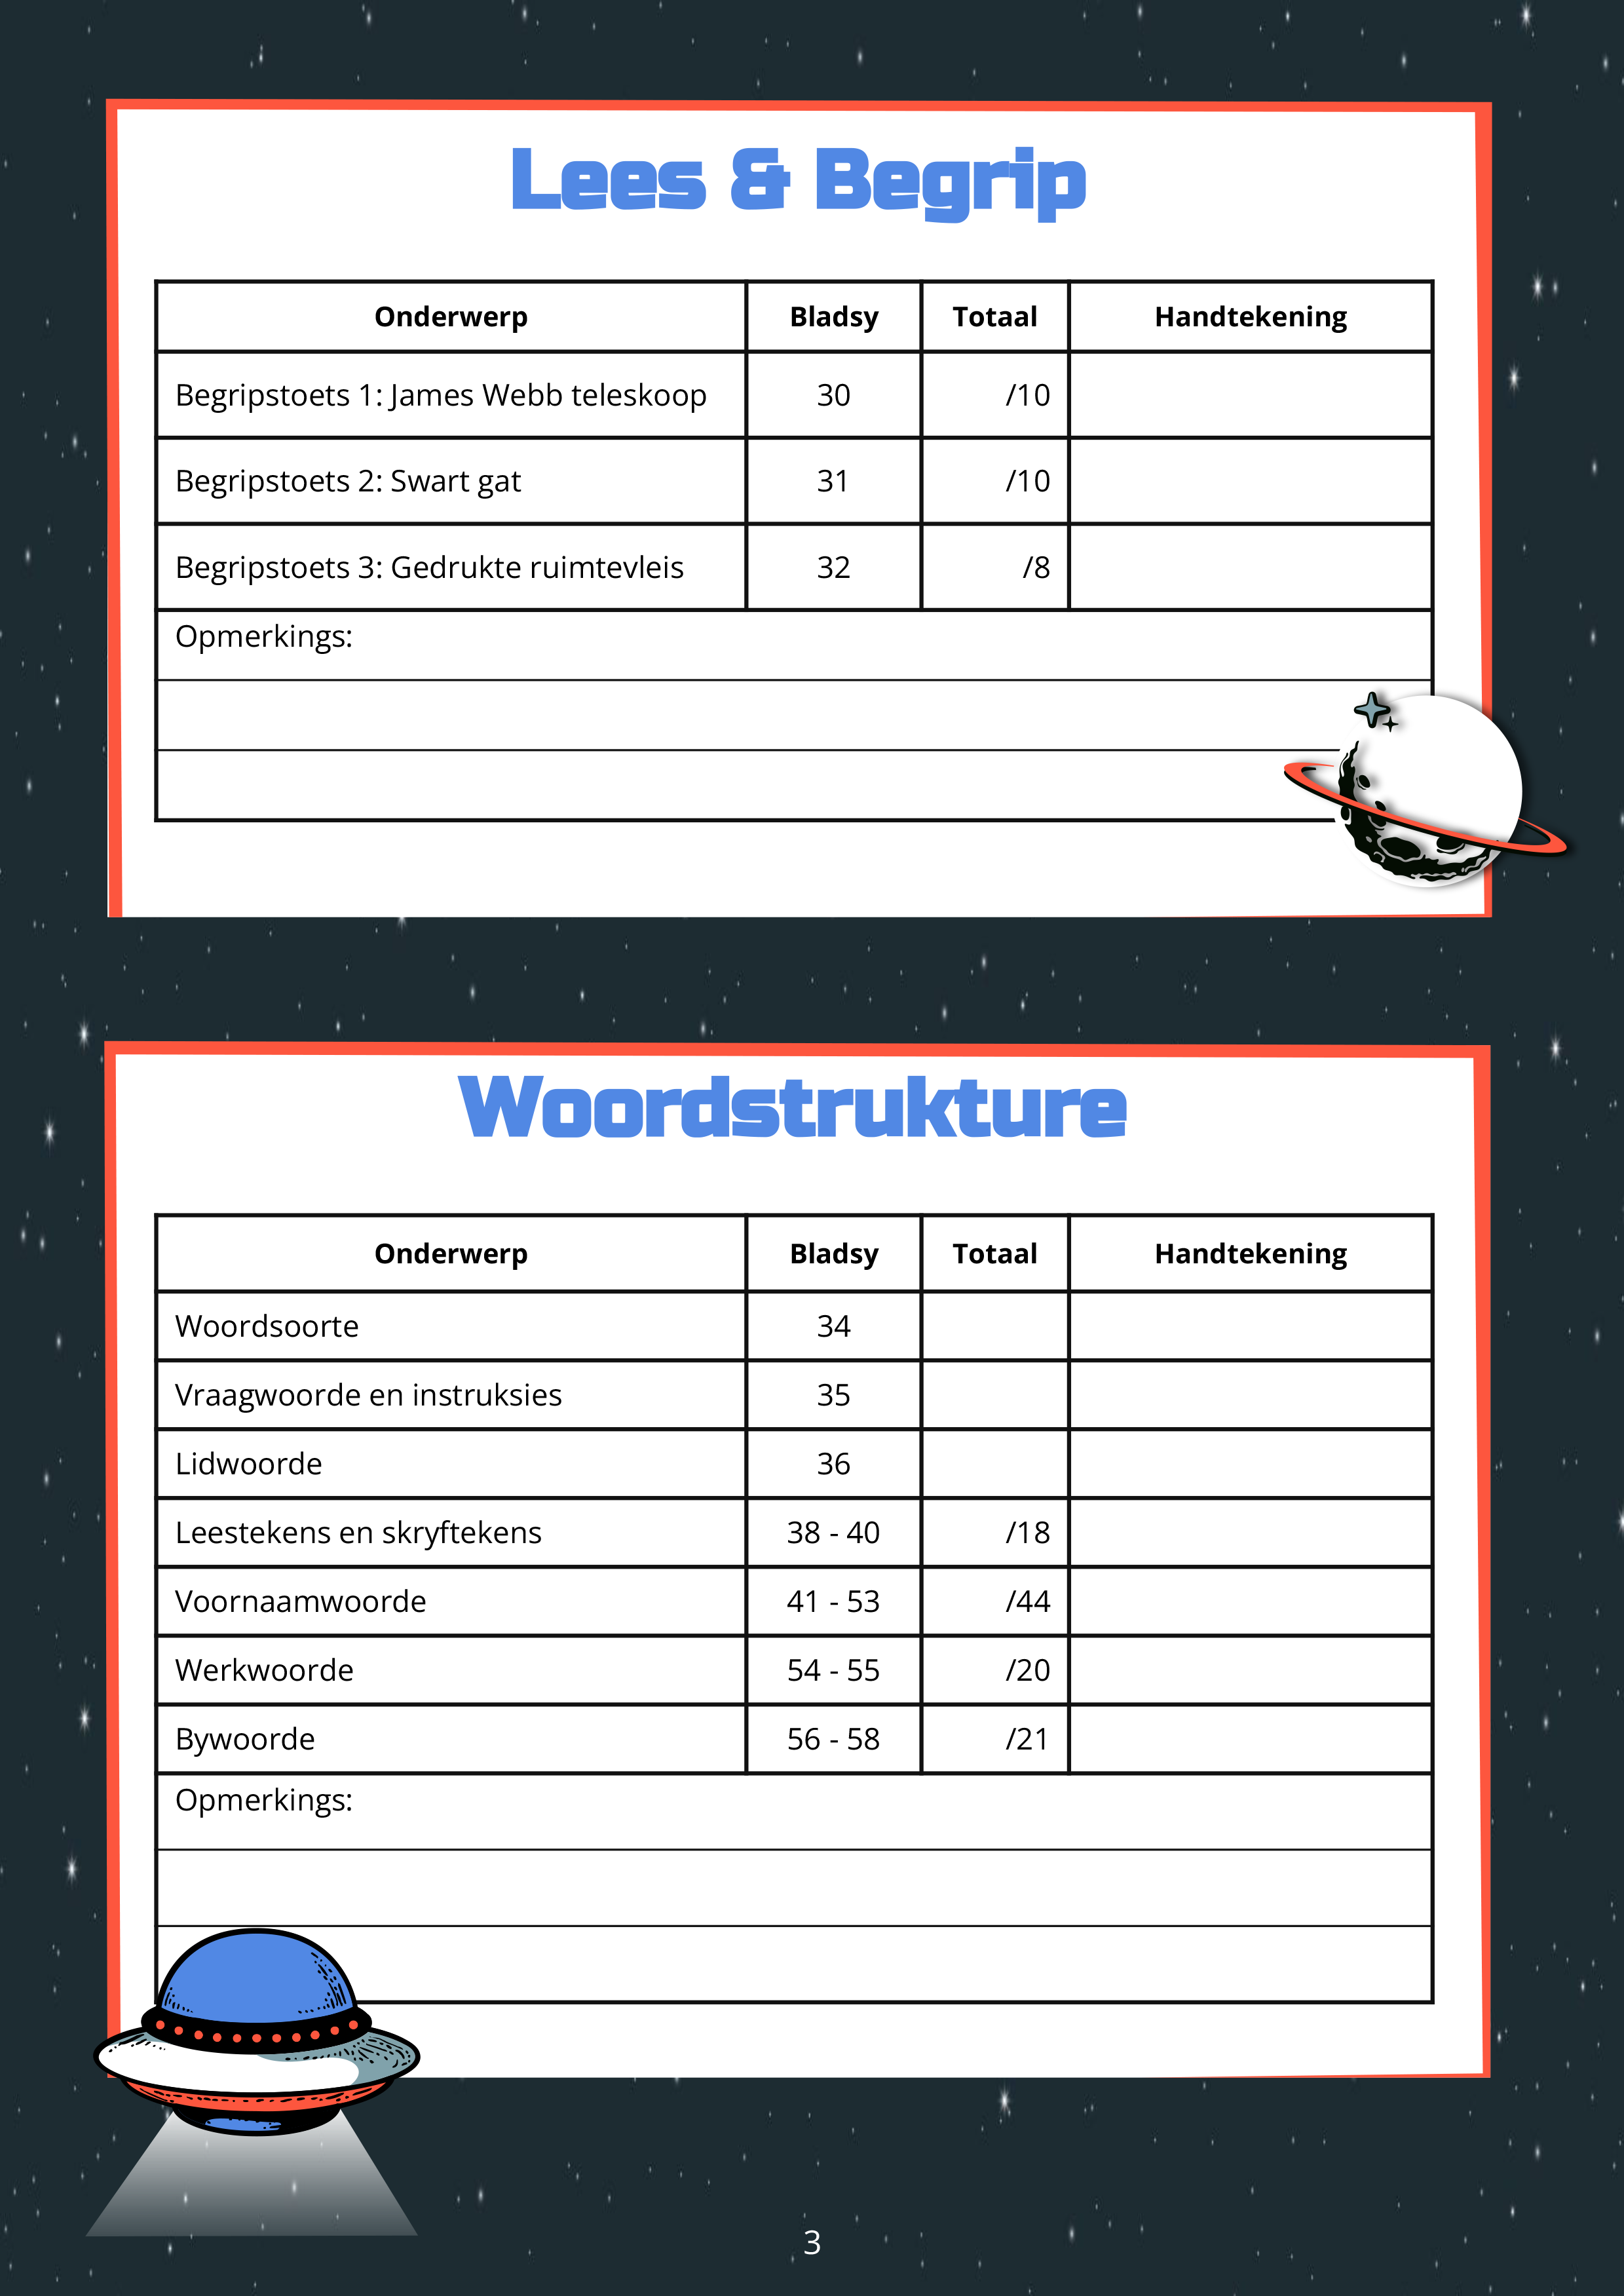 Lees & Begrip
Onderwerp Bladsy Totaal Handtekening
Begripstoets 1: James Webb teleskoop 30 /10
Begripstoets 2: Swart gat 31 /10
Begripstoets 3: Gedrukte ruimtevleis 32 /8
Opmerkings:
Woordstrukture
Onderwerp Bladsy Totaal Handtekening
Woordsoorte 34
Vraagwoorde en instruksies 35
Lidwoorde 36
Leestekens en skryftekens 38 - 40 /18
Voornaamwoorde 41 - 53 /44
Werkwoorde 54 - 55 /20
Bywoorde 56 - 58 /21
Opmerkings:
3